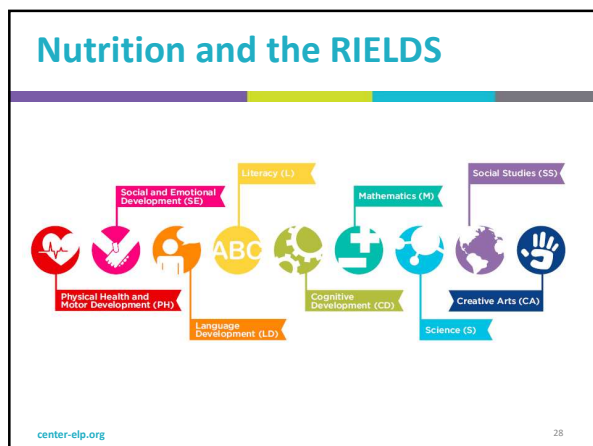 Nutrition and the RIELDS
Literacy (L)
Social Studies (SS)
Social and Emotional
Development (SE)
Mathematics (M)
ABC
Physical Health and
Motor Development (PH)
Cognitive
Development (CD)
Creative Arts (CA)
Language
Development (LD)
Science (S)
center-elp.org
28